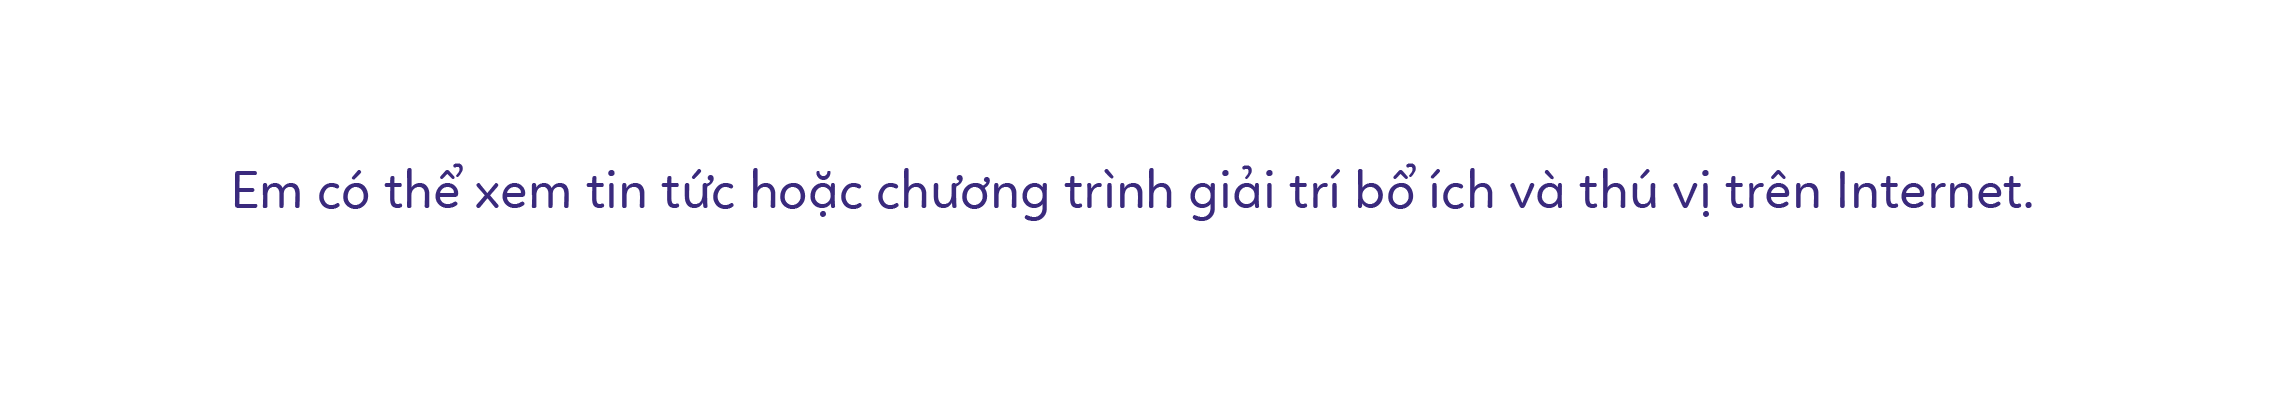 Em có thể xem tin tức hoặc chương trình giải trí bổ ích và thú vị trên Internet.